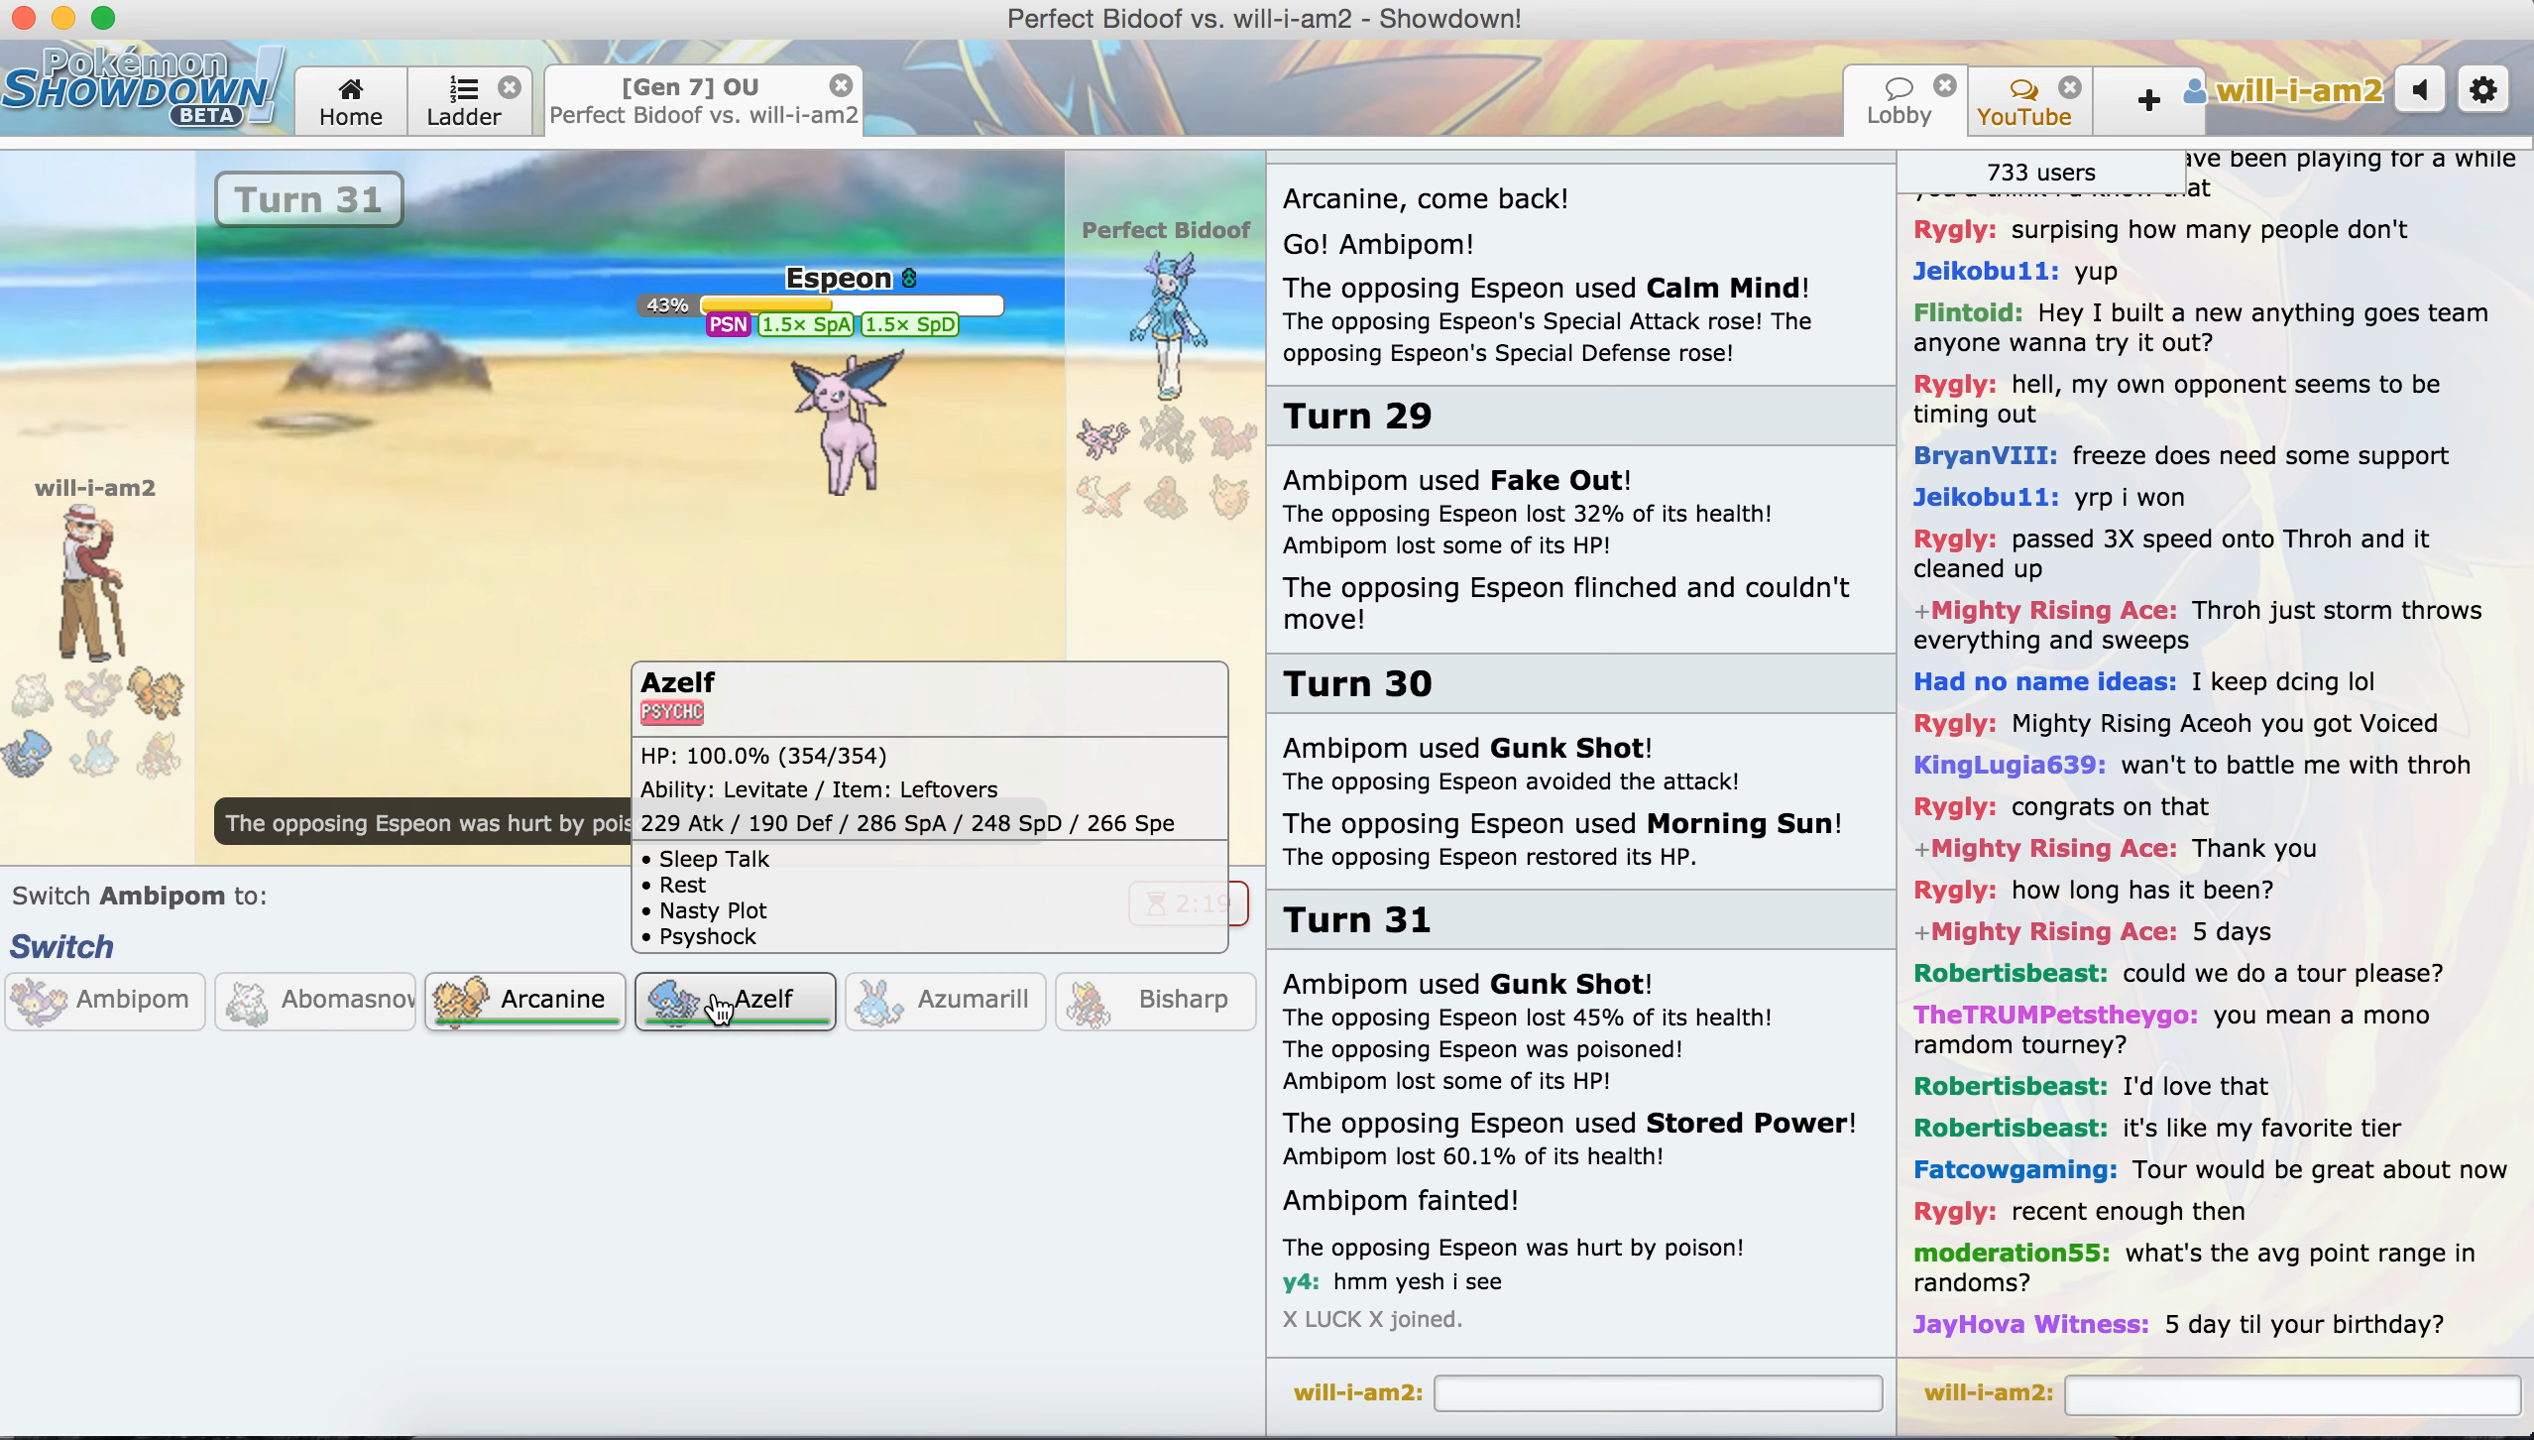 Perfect Bidoof vs. will-i-am2 - Showdown!
Pokémon
SHOWDOWN!
BETA
Home
Ladder
[Gen 7] OU
Perfect Bidoof vs. will-i-am2
Lobby
YouTube
will-i-am2
Turn 31
Perfect Bidoof
Espeon
43%
PSN 1.5× SpA 1.5× SpD
will-i-am2
The opposing Espeon was hurt by
Azelf
PSYCHC
HP: 100.0% (354/354)
Ability: Levitate / Item: Leftovers
229 Atk / 190 Def / 286 SpA / 248 SpD / 266 Spe
• Sleep Talk
• Rest
• Nasty Plot
• Psyshock
Switch Ambipom to:
2:19
Switch
Ambipom
Abomasnow
Arcanine
Azelf
Azumarill
Bisharp
Arcanine, come back!
Go! Ambipom!
The opposing Espeon used Calm Mind!
The opposing Espeon's Special Attack rose! The
opposing Espeon's Special Defense rose!
Turn 29
Ambipom used Fake Out!
The opposing Espeon lost 32% of its health!
Ambipom lost some of its HP!
The opposing Espeon flinched and couldn't
move!
Turn 30
Ambipom used Gunk Shot!
The opposing Espeon avoided the attack!
The opposing Espeon used Morning Sun!
The opposing Espeon restored its HP.
Turn 31
Ambipom used Gunk Shot!
The opposing Espeon lost 45% of its health!
The opposing Espeon was poisoned!
Ambipom lost some of its HP!
The opposing Espeon used Stored Power!
Ambipom lost 60.1% of its health!
Ambipom fainted!
The opposing Espeon was hurt by poison!
y4: hmm yesh i see
X LUCK X joined.
will-i-am2:
733 users
been playing for a while
Rygly: surpising how many people don't
Jeikobu11: yup
Flintoid: Hey I built a new anything goes team
anyone wanna try it out?
Rygly: hell, my own opponent seems to be
timing out
BryanVIII: freeze does need some support
Jeikobu11: yrp i won
Rygly: passed 3X speed onto Throh and it
cleaned up
+Mighty Rising Ace: Throh just storm throws
everything and sweeps
Had no name ideas: I keep dcing lol
Rygly: Mighty Rising Aceoh you got Voiced
KingLugia639: wan't to battle me with throh
Rygly: congrats on that
+Mighty Rising Ace: Thank you
Rygly: how long has it been?
+Mighty Rising Ace: 5 days
Robertisbeast: could we do a tour please?
TheTRUMPetstheygo: you mean a mono
ramdom tourney?
Robertisbeast: I'd love that
Robertisbeast: it's like my favorite tier
Fatcowgaming: Tour would be great about now
Rygly: recent enough then
moderation55: what's the avg point range in
randoms?
JayHova Witness: 5 day til your birthday?
will-i-am2: